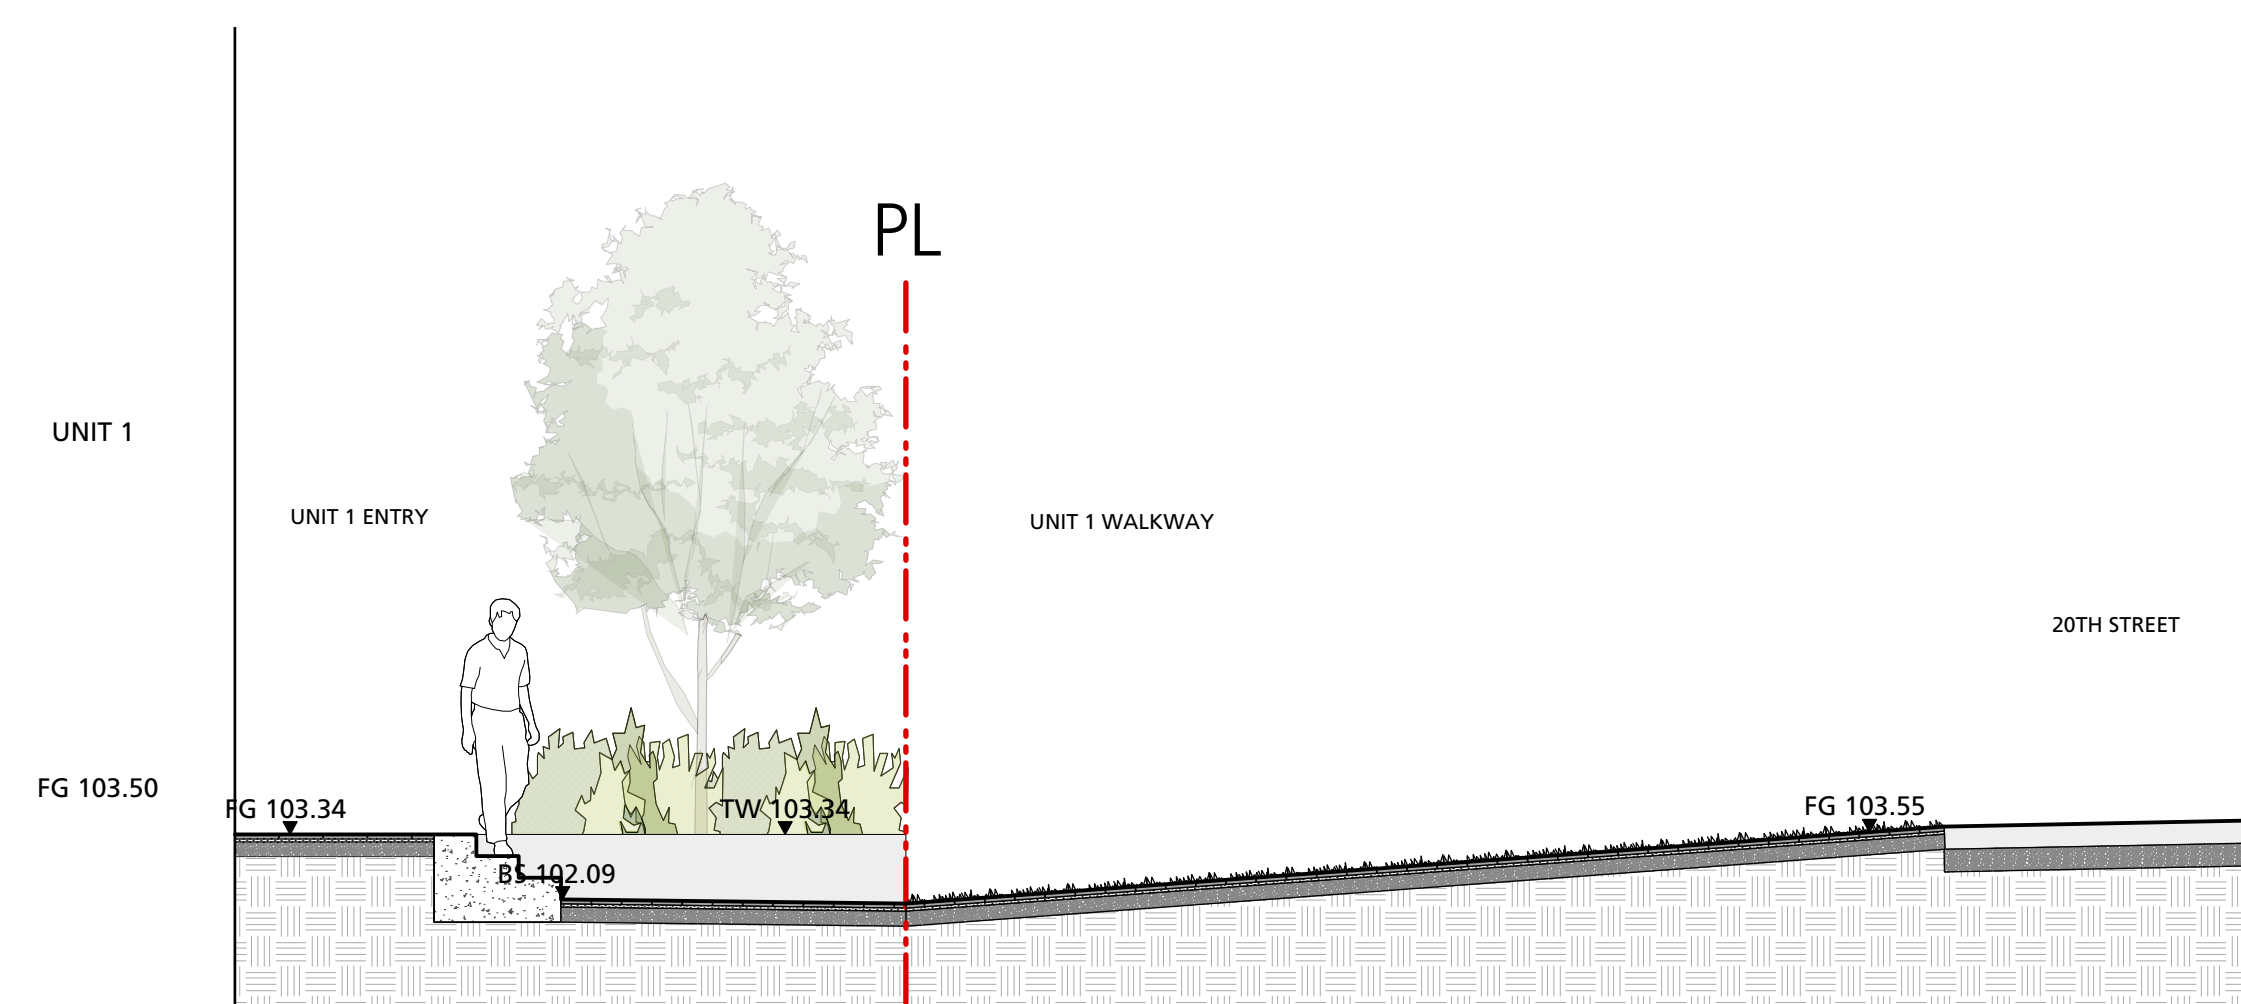 PL
UNIT 1
UNIT 1 ENTRY
UNIT 1 WALKWAY
20TH STREET
FG 103.50
FG 103.34
TW 103.34
FG 103.55
BS 102.09